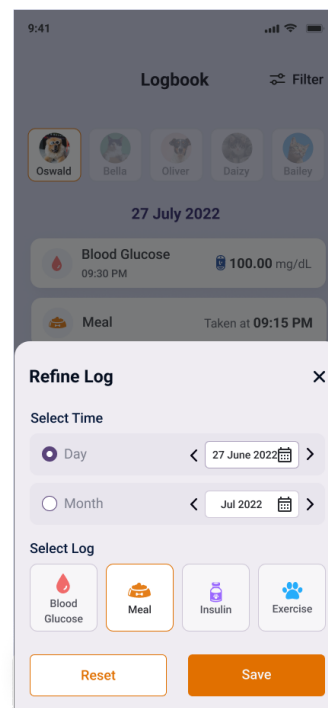 9:41
Logbook
Filter
Oswald
Bella
Oliver
Daizy
Bailey
27 July 2022
Blood Glucose
09:30 PM
100.00 mg/dL
Meal
Taken at 09:15 PM
Refine Log
Select Time
Day
27 June 2022
Month
Jul 2022
Select Log
Blood
Glucose
Meal
Insulin
Exercise
Reset
Save